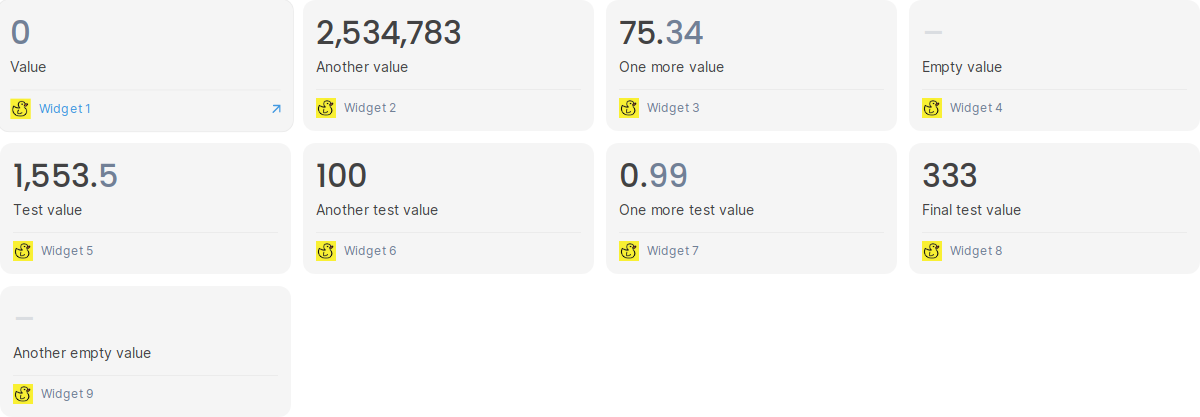 0
Value
Widget 1
2,534,783
Another value
Widget 2
75.34
One more value
Widget 3
–
Empty value
Widget 4
1,553.5
Test value
Widget 5
100
Another test value
Widget 6
0.99
One more test value
Widget 7
333
Final test value
Widget 8
–
Another empty value
Widget 9